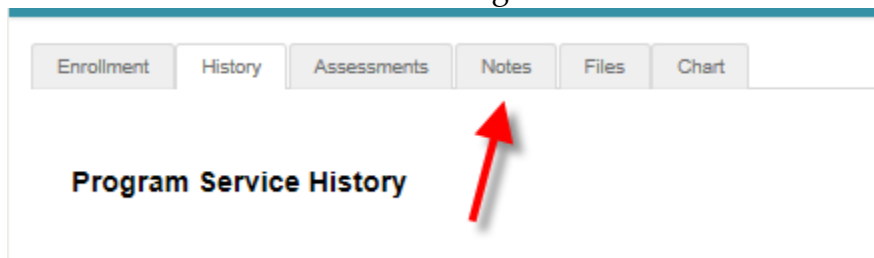 Enrollment History Assessments Notes Files Chart
Program Service History